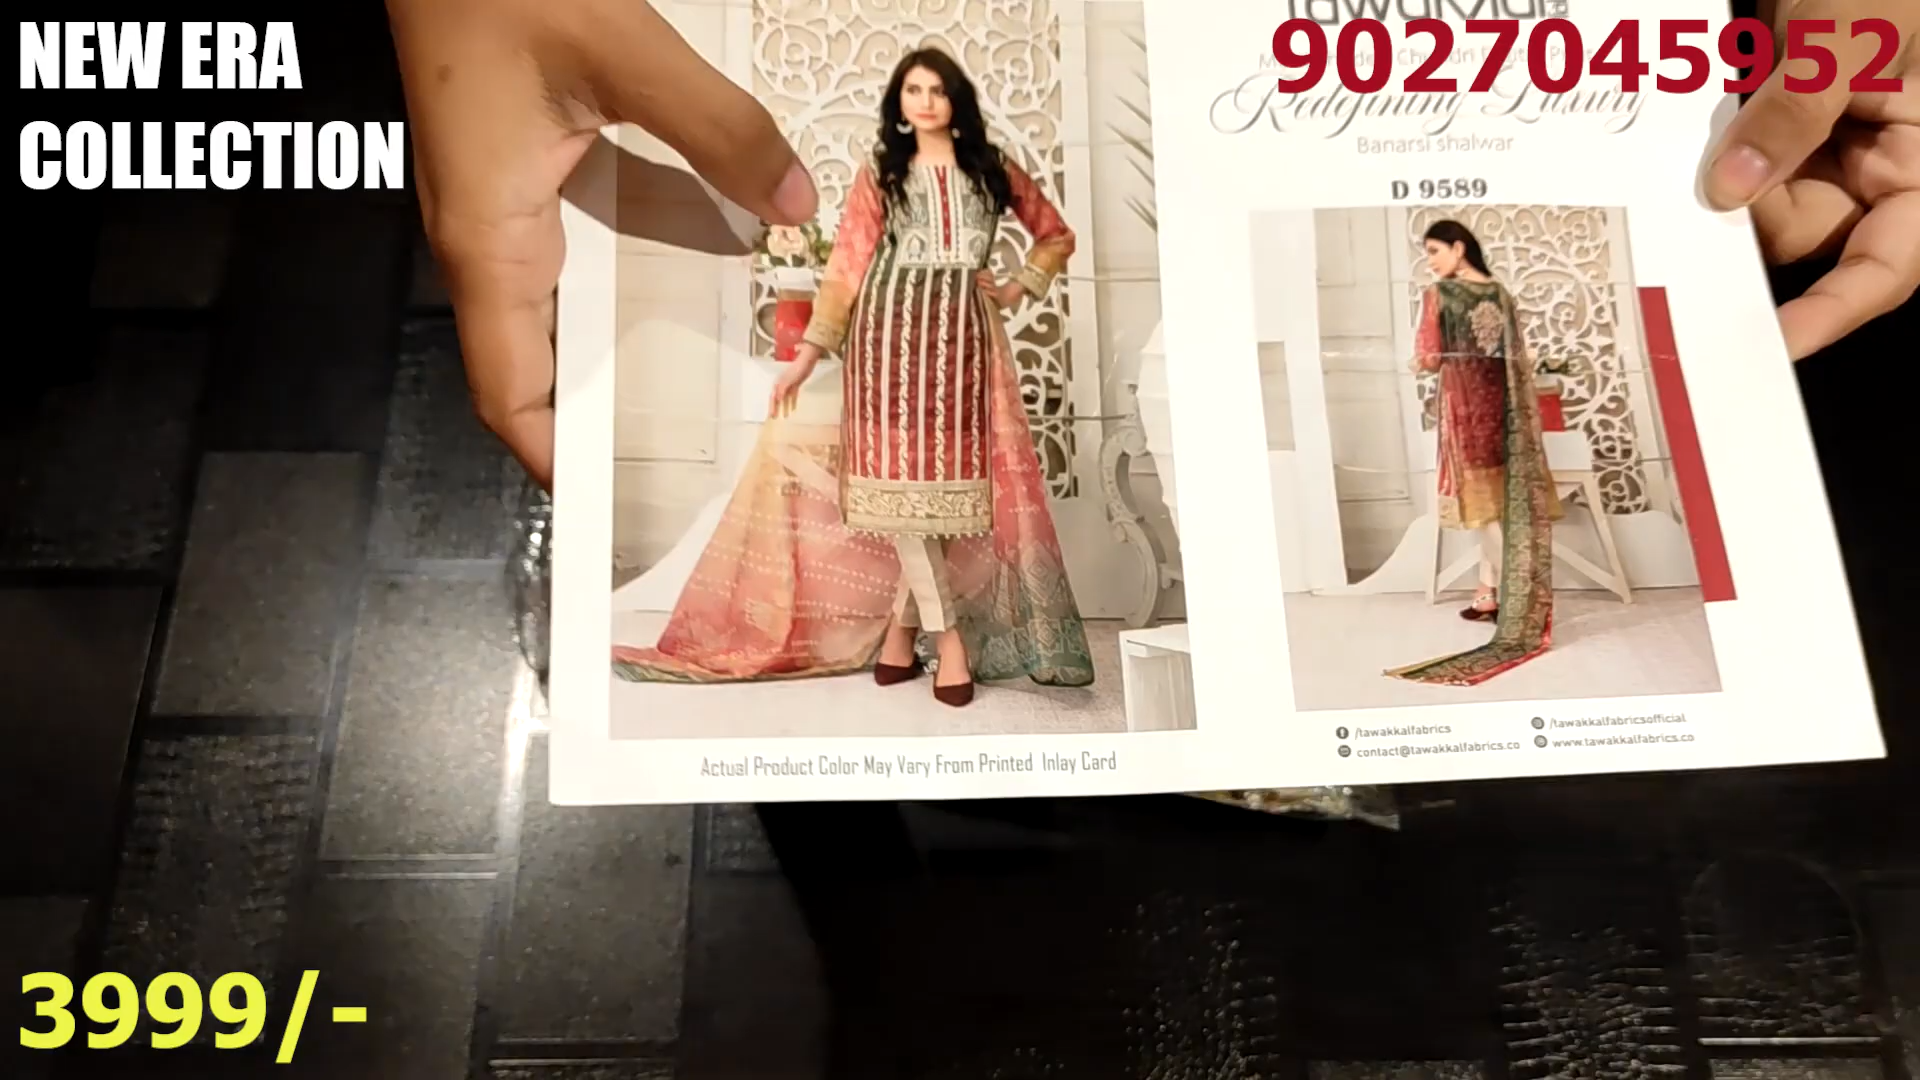 NEW ERA
COLLECTION
9027045952
Redefining Luxury
Banarsi shalwar
D 9589
/tawakkalfabrics
/tawakkalfabricsofficial
contact@tawakkalfabrics.co
www.tawakkalfabrics.co
Actual Product Color May Vary From Printed Inlay Card
3999/-